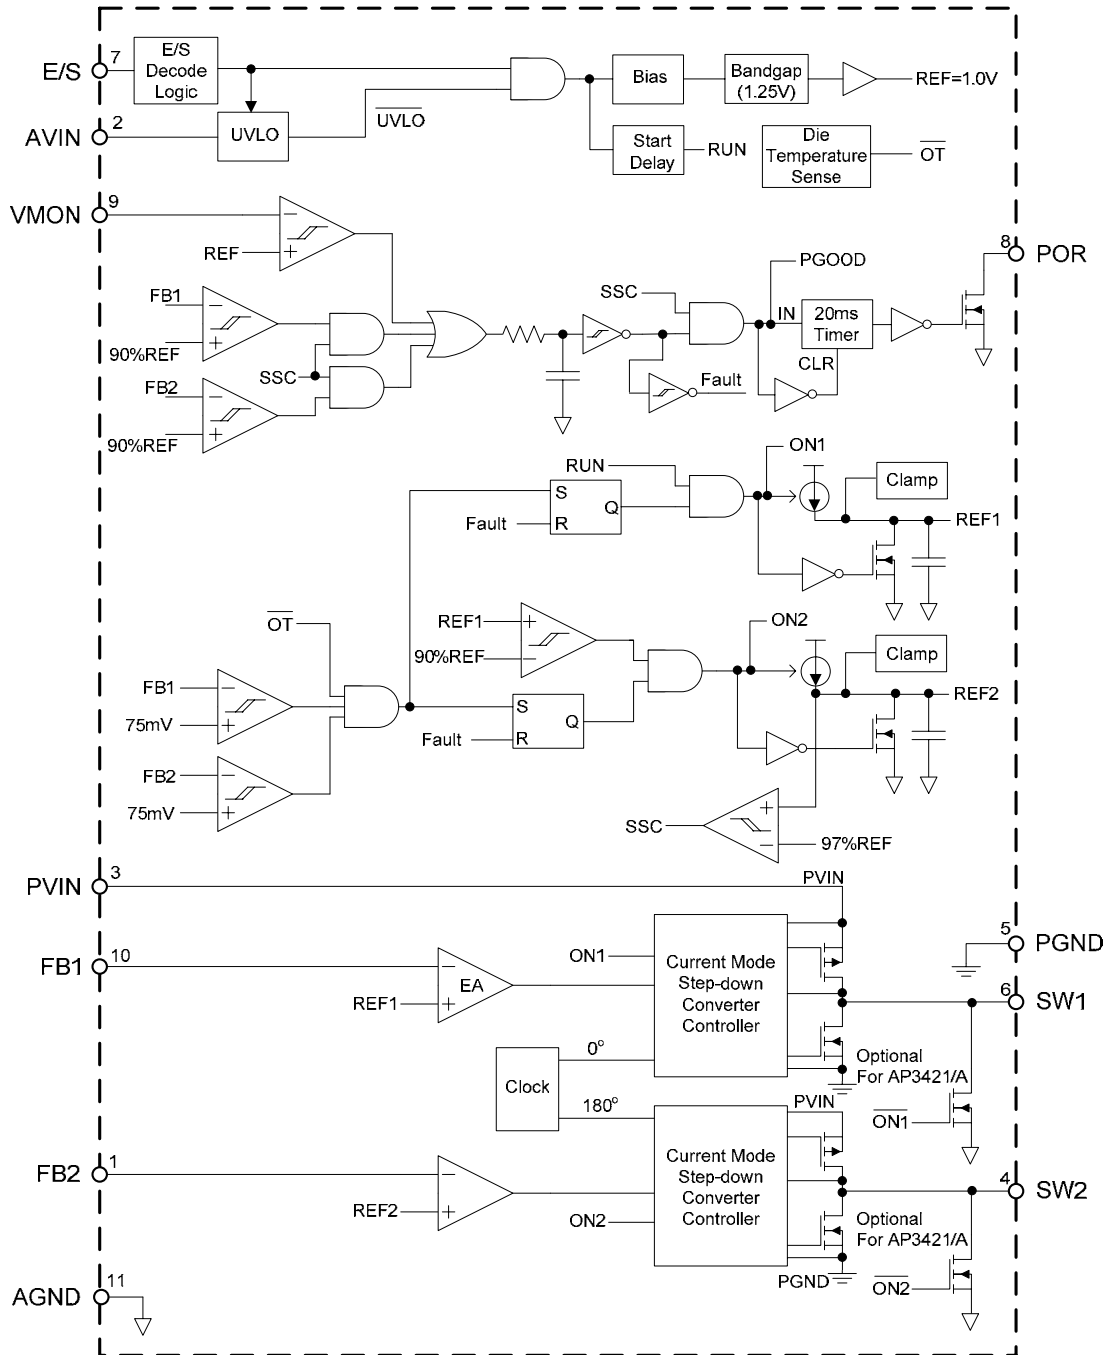 7
E/S
E/S
Decode
Logic
Bias
Bandgap
(1.25V)
REF=1.0V
2
AVIN
UVLO
UVLO
Start
Delay
RUN
Die
Temperature
Sense
OT
9
VMON
−
REF
+
8
POR
PGOOD
SSC
FB1
−
IN
20ms
Timer
90%REF
+
CLR
SSC
Fault
FB2
−
90%REF
+
ON1
RUN
Clamp
S
Q
Fault
R
REF1
OT
REF1
+
ON2
90%REF
−
Clamp
FB1
−
REF2
75mV
+
S
Q
Fault
R
FB2
−
75mV
+
+
SSC
−
97%REF
3
PVIN
PVIN
5
PGND
10
FB1
−
ON1
EA
REF1
+
Current Mode
Step-down
Converter
Controller
6
SW1
0°
Clock
Optional
For AP3421/A
180°
PVIN
ON1
1
FB2
−
Current Mode
Step-down
Converter
Controller
4
SW2
REF2
+
ON2
Optional
For AP3421/A
PGND
ON2
11
AGND